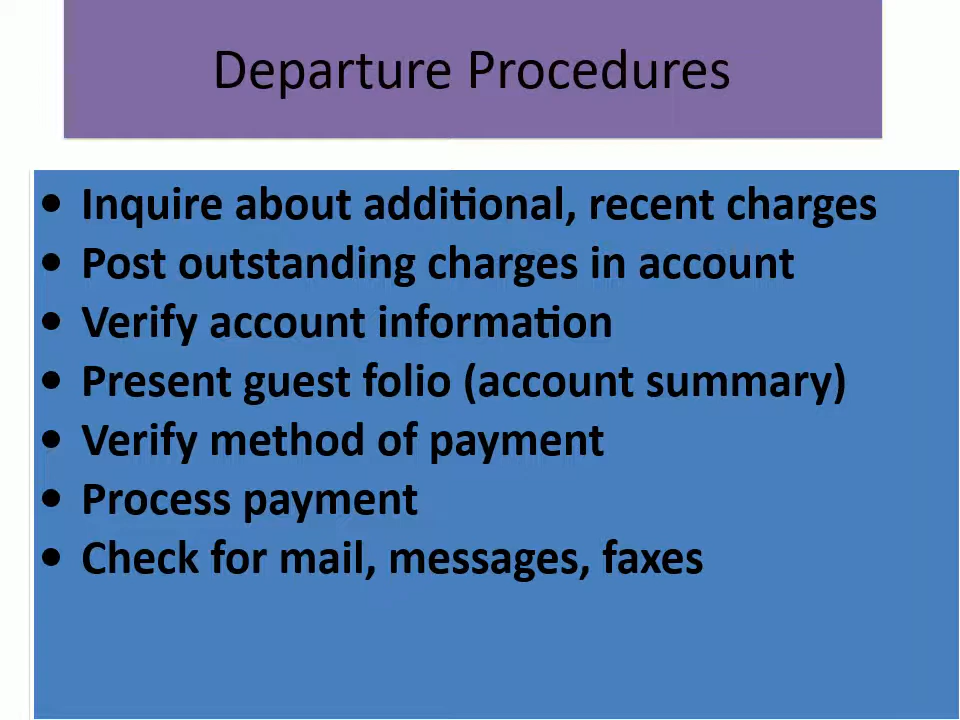 Departure Procedures
• Inquire about additional, recent charges
• Post outstanding charges in account
• Verify account information
• Present guest folio (account summary)
• Verify method of payment
• Process payment
• Check for mail, messages, faxes